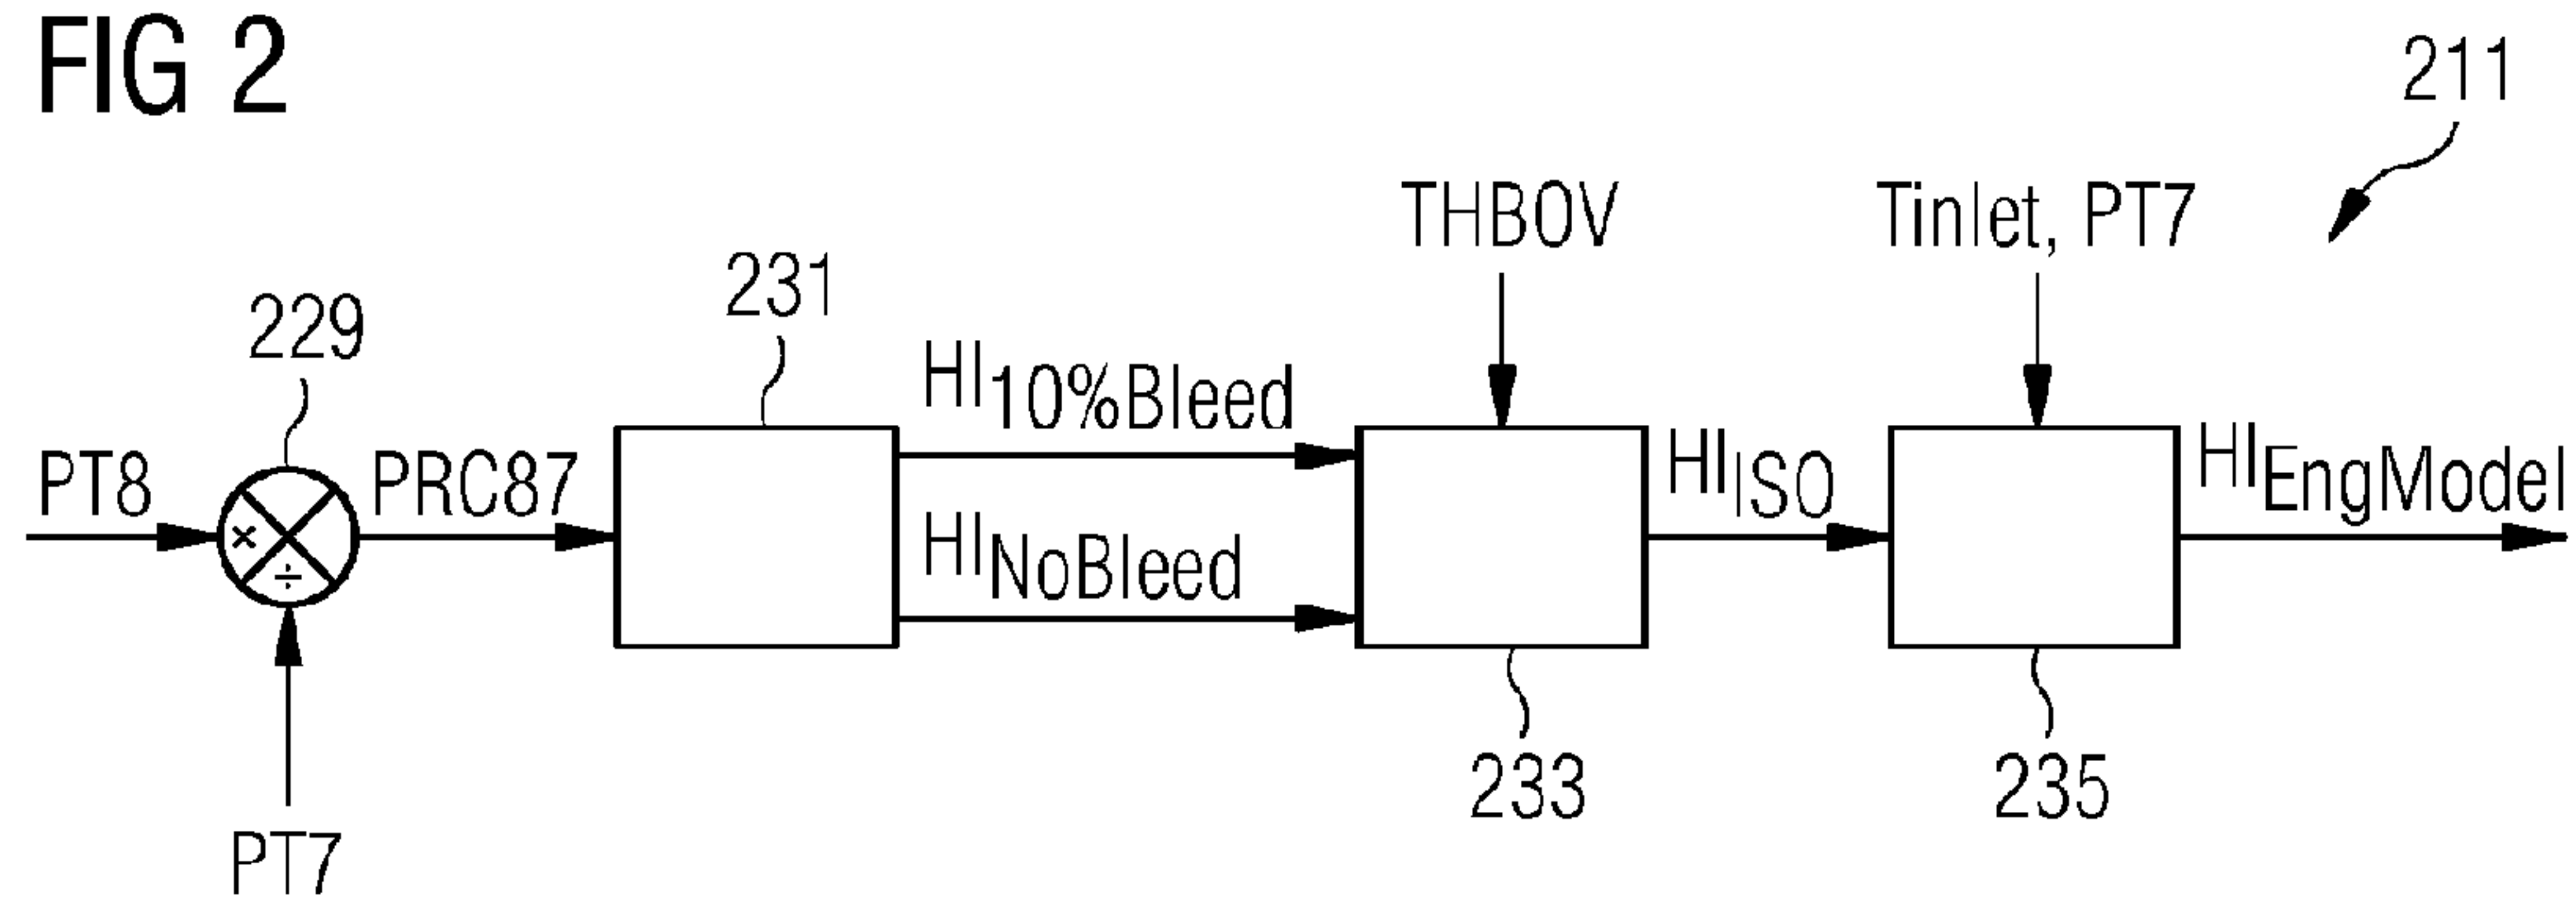 FIG 2
211
THBOV
Tinlet, PT7
231
229
HI10%Bleed
PT8
PRC87
HIISO
HIEngModel
×
÷
HINoBleed
233
235
PT7